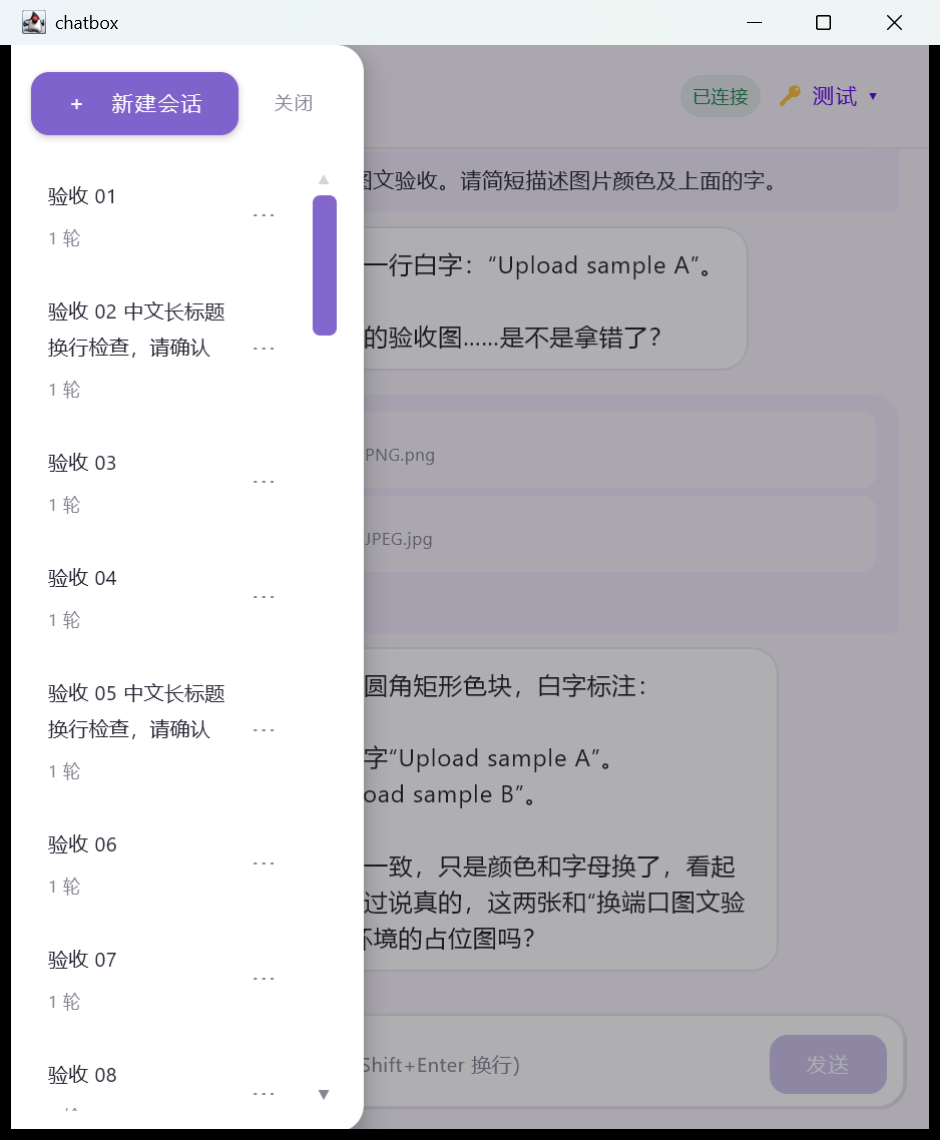 chatbox
+ 新建会话
关闭
验收 01
1 轮
...
验收 02 中文长标题
换行检查，请确认
1 轮
...
验收 03
1 轮
...
验收 04
1 轮
...
验收 05 中文长标题
换行检查，请确认
1 轮
...
验收 06
1 轮
...
验收 07
1 轮
...
验收 08
...
已连接
测试
图文验收。请简短描述图片颜色及上面的字。
一行白字：“Upload sample A”。
的验收图……是不是拿错了？
PNG.png
JPEG.jpg
圆角矩形色块，白字标注：
字“Upload sample A”。
oad sample B”。
一致，只是颜色和字母换了，看起
过说真的，这两张和“换端口图文验
环境的占位图吗？
Shift+Enter 换行)
发送